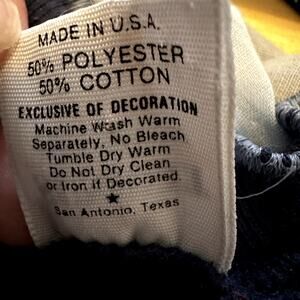 MADE IN U.S.A.
50% POLYESTER
50% COTTON
EXCLUSIVE OF DECORATION
Machine Wash Warm
Separately, No Bleach
Tumble Dry Warm
Do Not Dry Clean
or Iron if Decorated.
★
San Antonio, Texas